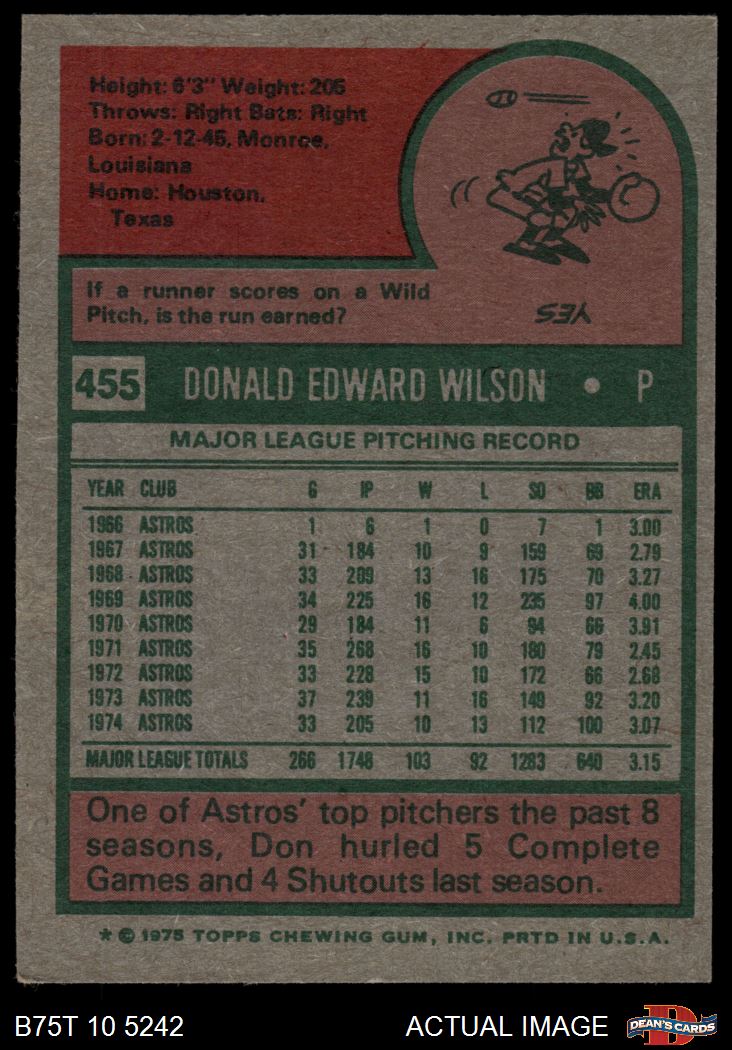 Height: 6'3" Weight: 205
Throws: Right Bats: Right
Born: 2-12-45, Monroe,
Louisiana
Home: Houston,
Texas
If a runner scores on a Wild
Pitch, is the run earned?
YES
455 DONALD EDWARD WILSON • P
MAJOR LEAGUE PITCHING RECORD
YEAR CLUB G IP W L SO BB ERA
1966 ASTROS 1 6 1 0 7 1 3.00
1967 ASTROS 31 184 10 9 159 69 2.79
1968 ASTROS 33 209 13 16 175 70 3.27
1969 ASTROS 34 225 16 12 235 97 4.00
1970 ASTROS 29 184 11 6 94 66 3.91
1971 ASTROS 35 268 16 10 180 79 2.45
1972 ASTROS 33 228 15 10 172 66 2.68
1973 ASTROS 37 239 11 16 149 92 3.20
1974 ASTROS 33 205 10 13 112 100 3.07
MAJOR LEAGUE TOTALS 266 1748 103 92 1283 640 3.15
One of Astros' top pitchers the past 8
seasons, Don hurled 5 Complete
Games and 4 Shutouts last season.
* © 1975 TOPPS CHEWING GUM, INC. PRTD IN U.S.A.
B75T 10 5242 ACTUAL IMAGE DEAN'S CARDS